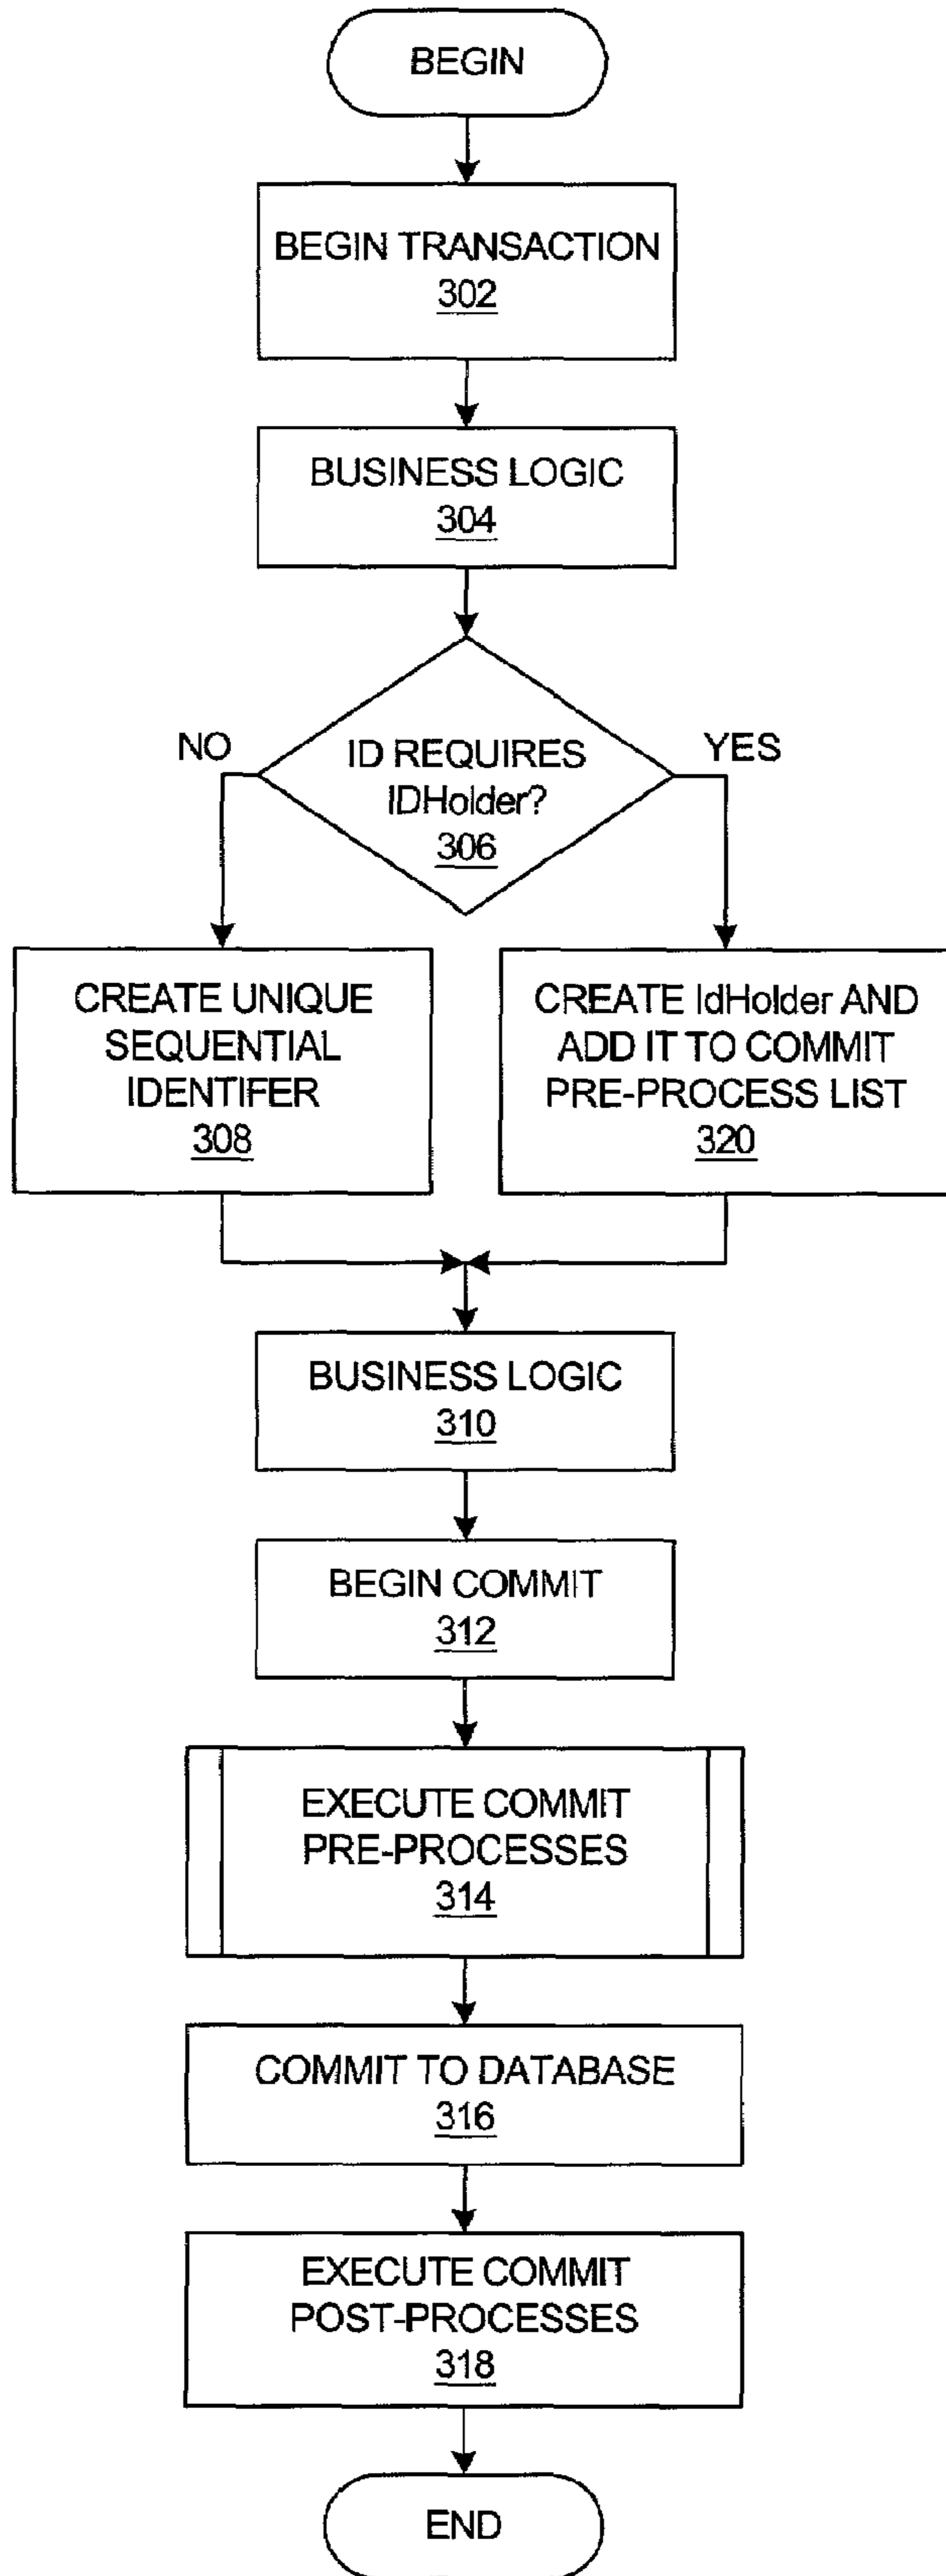 BEGIN
BEGIN TRANSACTION
302
BUSINESS LOGIC
304
NO
YES
ID REQUIRES
IDHolder?
306
CREATE UNIQUE
SEQUENTIAL
IDENTIFER
308
CREATE IdHolder AND
ADD IT TO COMMIT
PRE-PROCESS LIST
320
BUSINESS LOGIC
310
BEGIN COMMIT
312
EXECUTE COMMIT
PRE-PROCESSES
314
COMMIT TO DATABASE
316
EXECUTE COMMIT
POST-PROCESSES
318
END